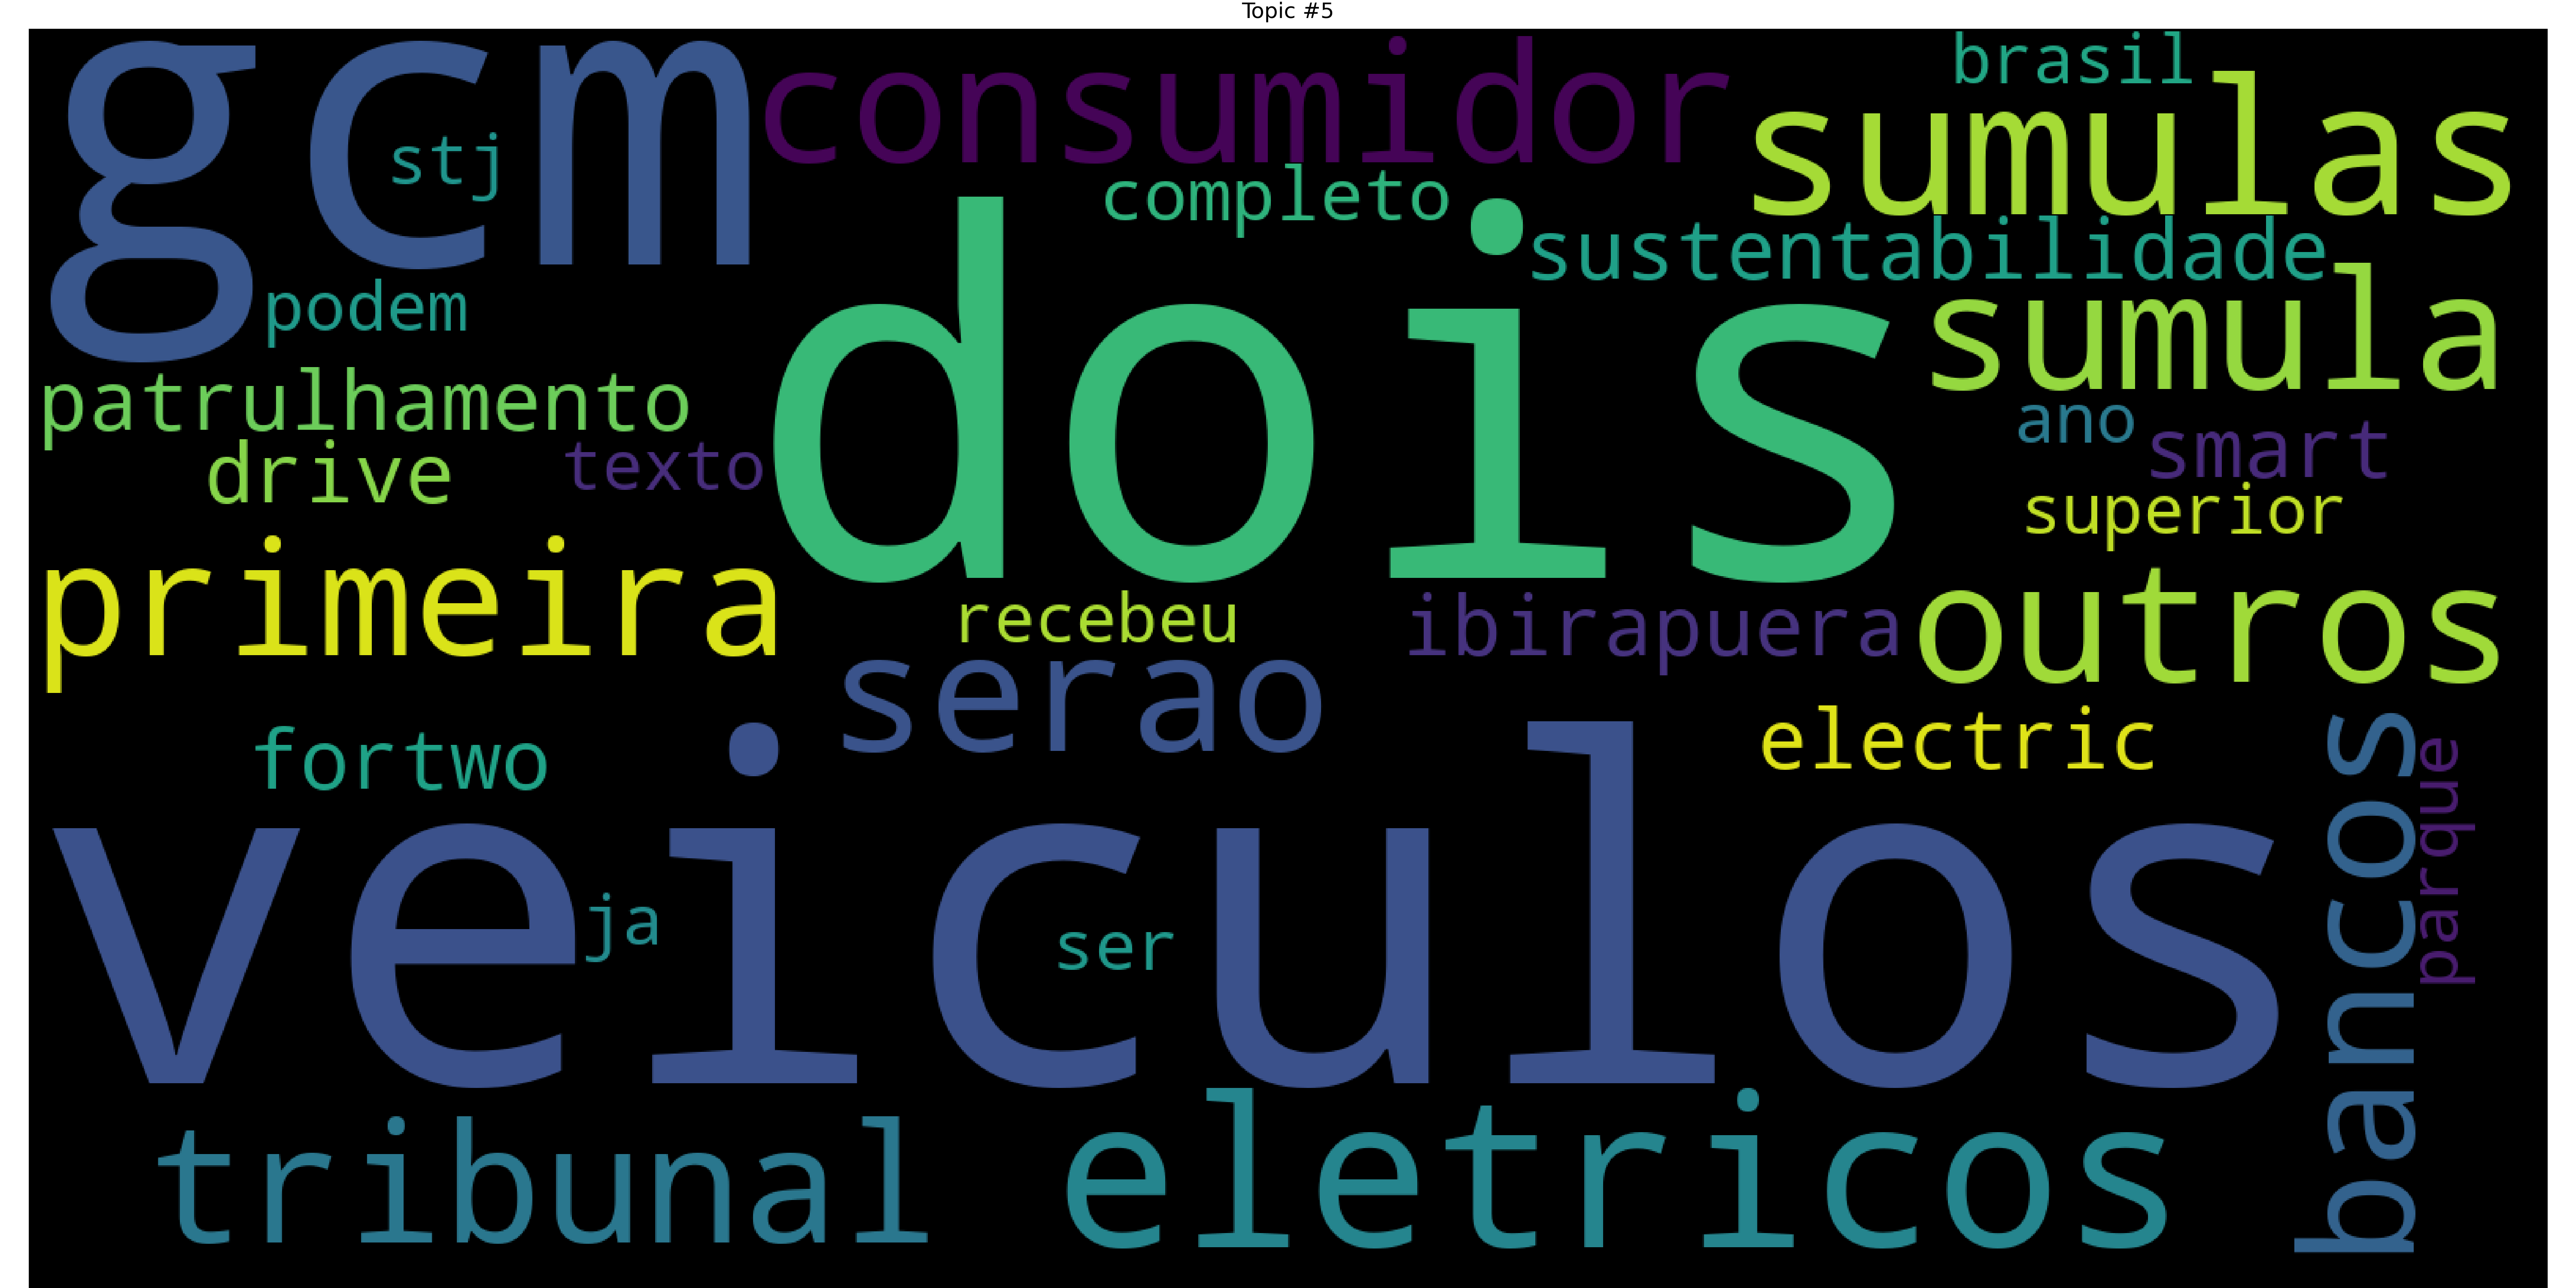 Topic #5
gcm
consumidor
brasil
sumulas
stj
completo
sustentabilidade
dois
podem
sumula
patrulhamento
ano
smart
drive
texto
superior
primeira
recebeu
ibirapuera
outros
serao
fortwo
electric
bancos
parque
veiculos
ja
ser
tribunal
eletricos